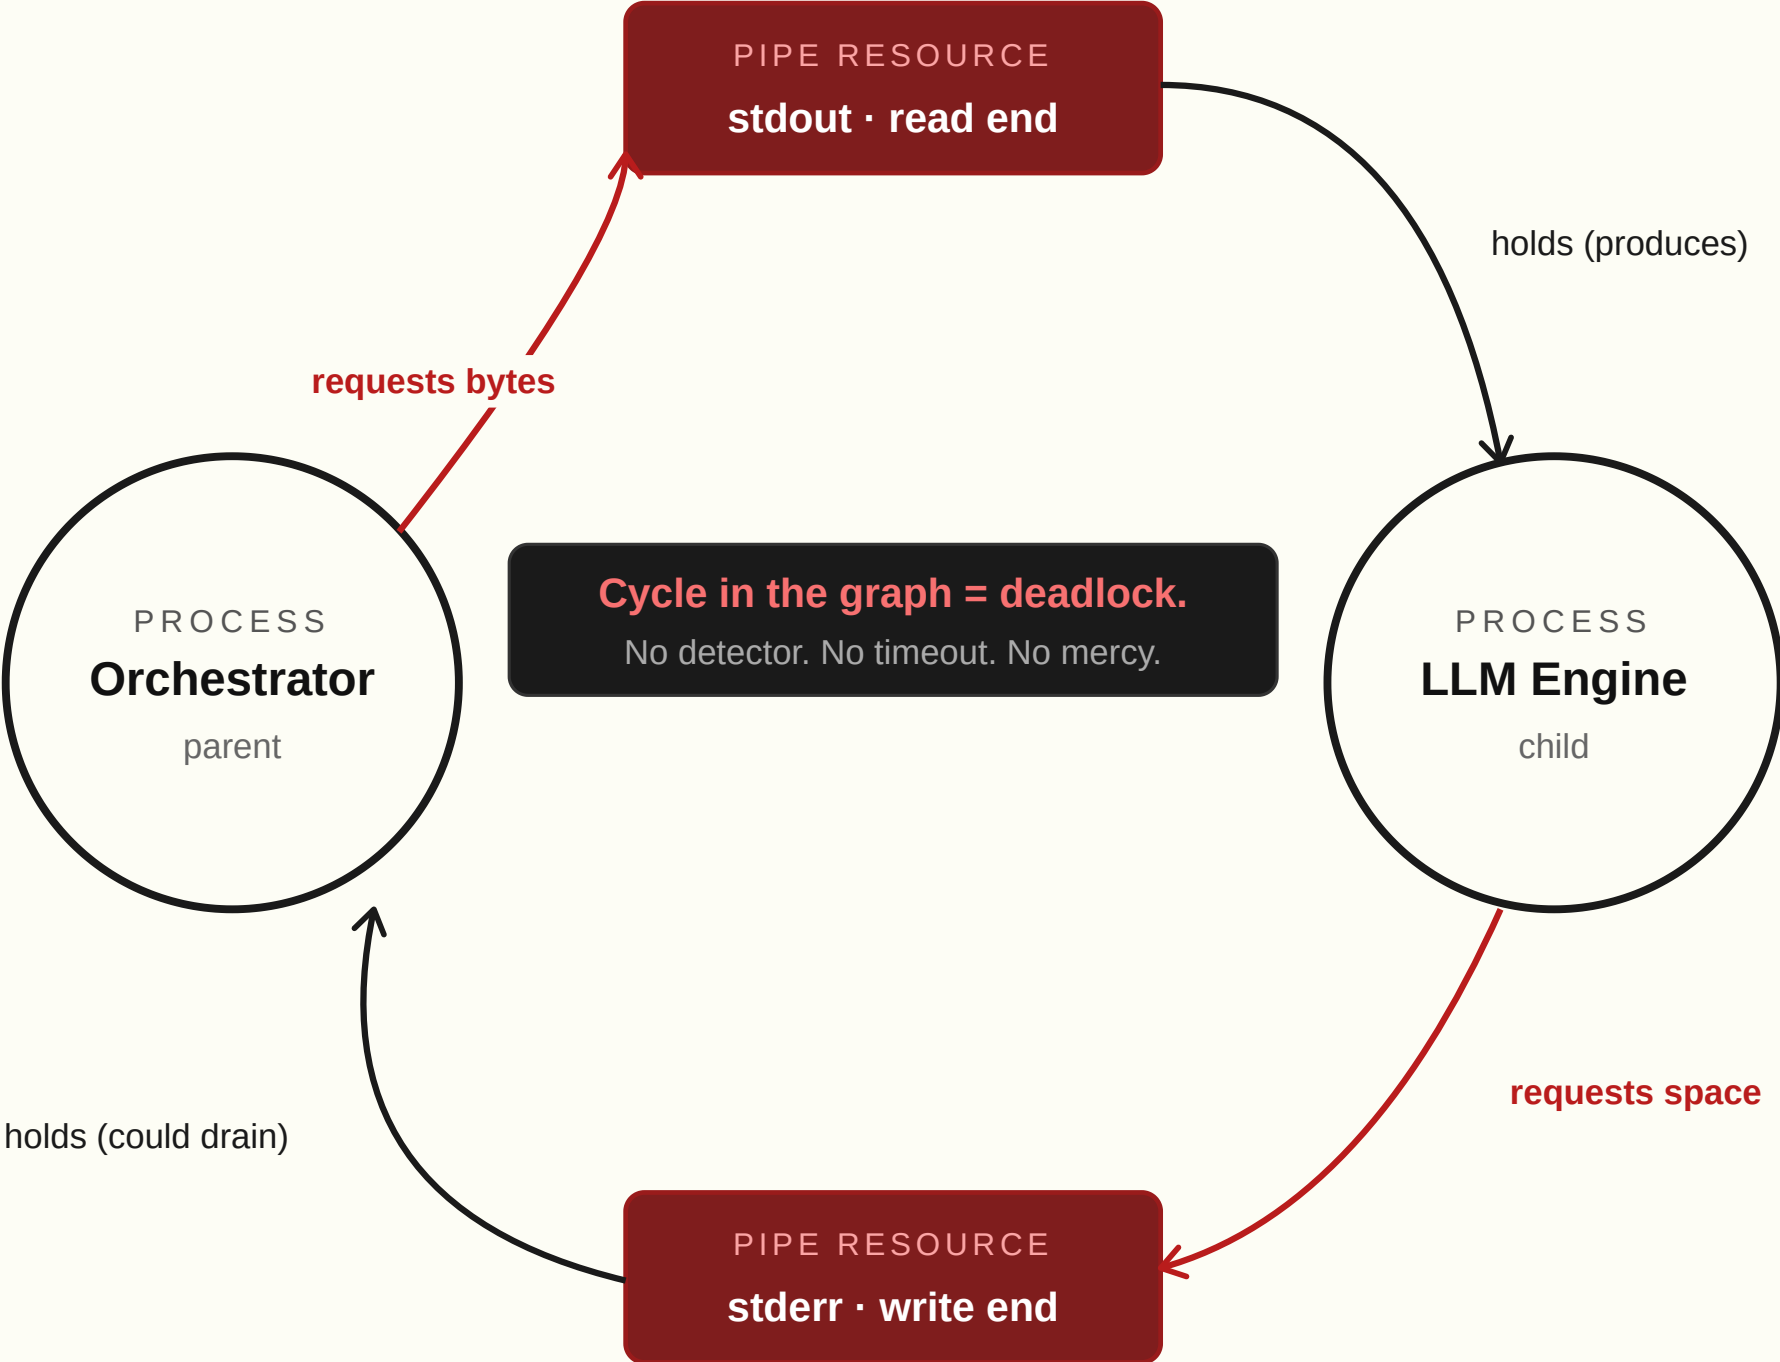 PIPE RESOURCE
stdout · read end
holds (produces)
requests bytes
Cycle in the graph = deadlock.
No detector. No timeout. No mercy.
PROCESS
Orchestrator
parent
PROCESS
LLM Engine
child
requests space
holds (could drain)
PIPE RESOURCE
stderr · write end